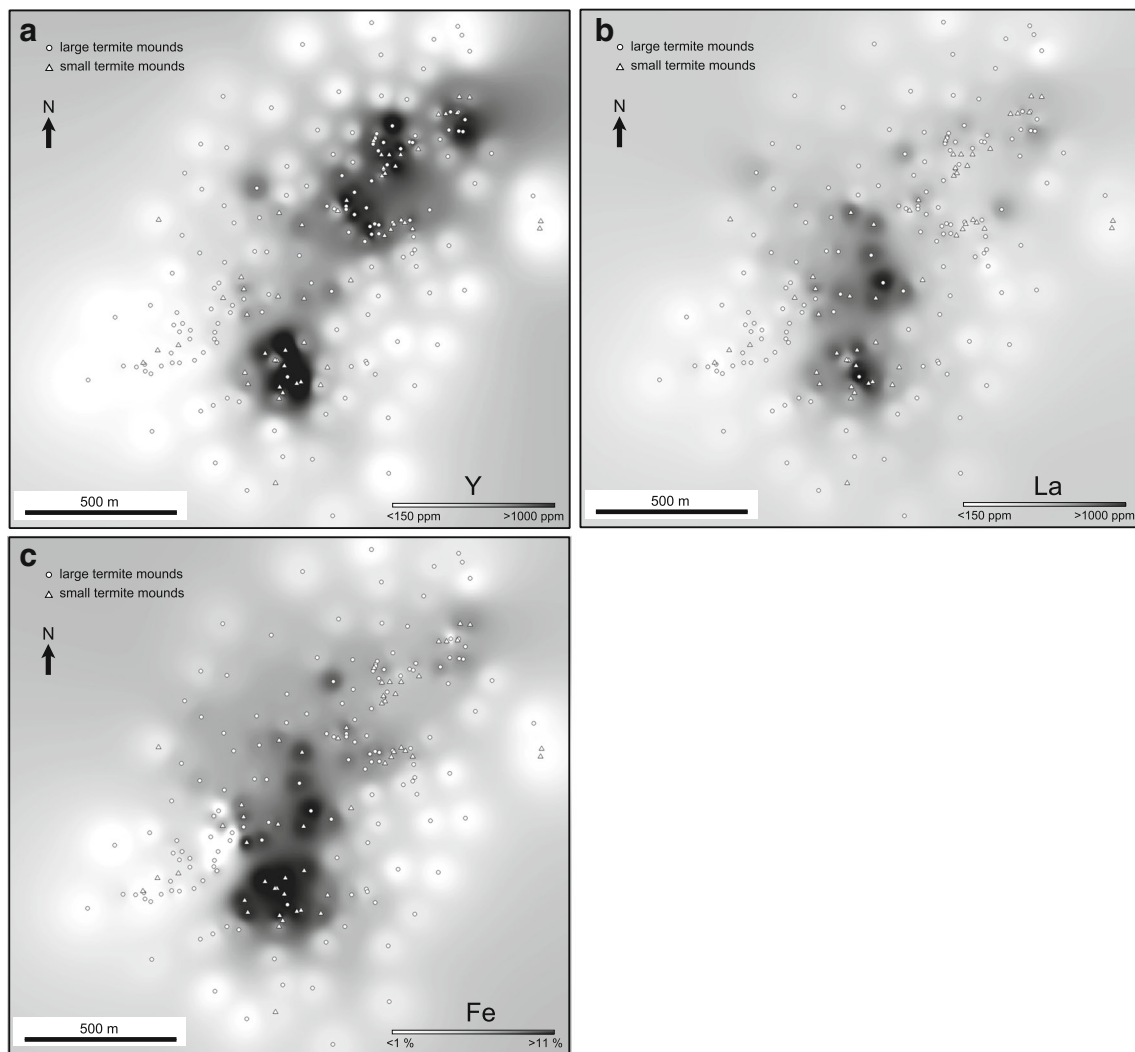 a
large termite mounds
small termite mounds
N
500 m
Y
<150 ppm >1000 ppm
b
large termite mounds
small termite mounds
N
500 m
La
<150 ppm >1000 ppm
c
large termite mounds
small termite mounds
N
500 m
Fe
<1 % >11 %